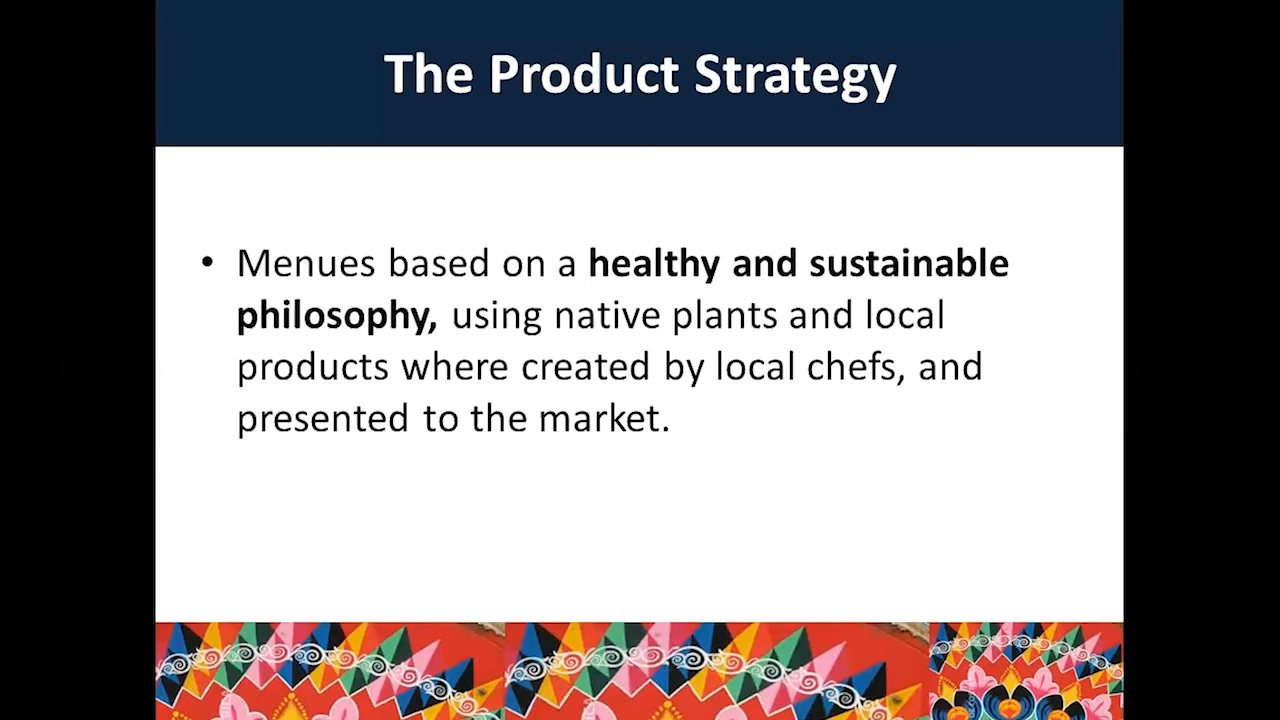 The Product Strategy
• Menues based on a healthy and sustainable
philosophy, using native plants and local
products where created by local chefs, and
presented to the market.